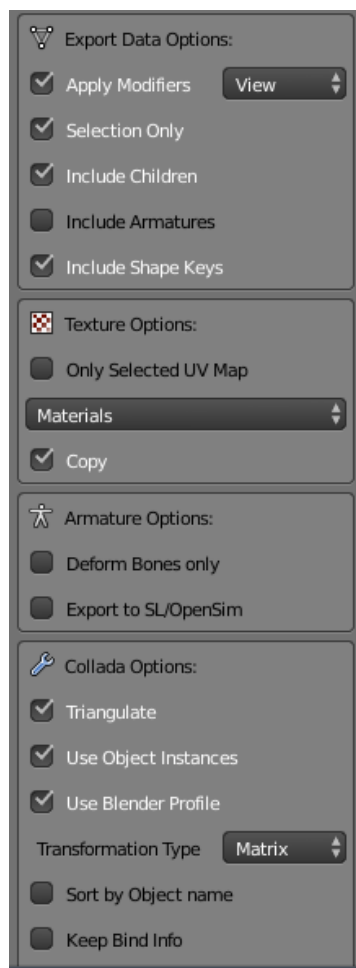 Export Data Options:
Apply Modifiers View
Selection Only
Include Children
Include Armatures
Include Shape Keys
Texture Options:
Only Selected UV Map
Materials
Copy
Armature Options:
Deform Bones only
Export to SL/OpenSim
Collada Options:
Triangulate
Use Object Instances
Use Blender Profile
Transformation Type Matrix
Sort by Object name
Keep Bind Info